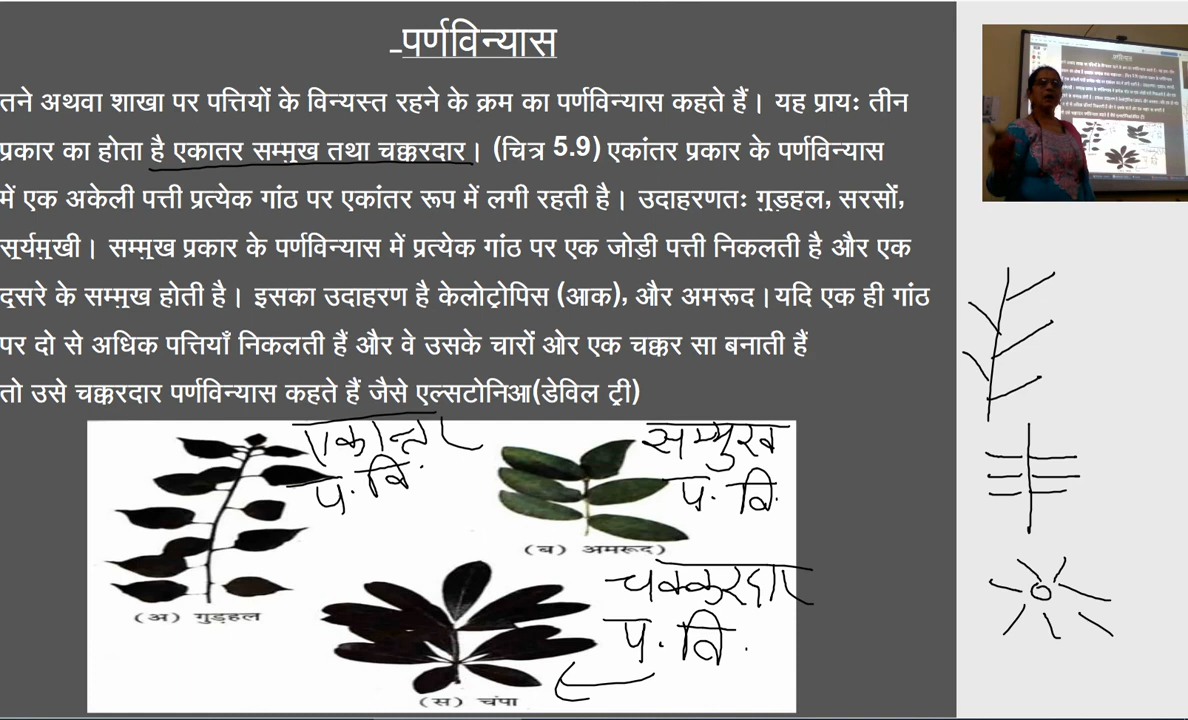 -पर्णविन्यास
तने अथवा शाखा पर पत्तियों के विन्यस्त रहने के क्रम का पर्णविन्यास कहते हैं। यह प्रायः तीन
प्रकार का होता है एकातर सम्मुख तथा चक्करदार। (चित्र 5.9) एकांतर प्रकार के पर्णविन्यास
में एक अकेली पत्ती प्रत्येक गांठ पर एकांतर रूप में लगी रहती है। उदाहरणतः गुड़हल, सरसों,
सूर्यमुखी। सम्मुख प्रकार के पर्णविन्यास में प्रत्येक गांठ पर एक जोड़ी पत्ती निकलती है और एक
दूसरे के सम्मुख होती है। इसका उदाहरण है केलोट्रोपिस (आक), और अमरूद।यदि एक ही गांठ
पर दो से अधिक पत्तियाँ निकलती हैं और वे उसके चारों ओर एक चक्कर सा बनाती हैं
तो उसे चक्करदार पर्णविन्यास कहते हैं जैसे एल्सटोनिआ(डेविल ट्री)
एकान्तर
प. वि.
सम्मुख
प. वि.
(ब) अमरूद)
चक्करदार
प. वि.
(अ) गुड़हल
(स) चंपा